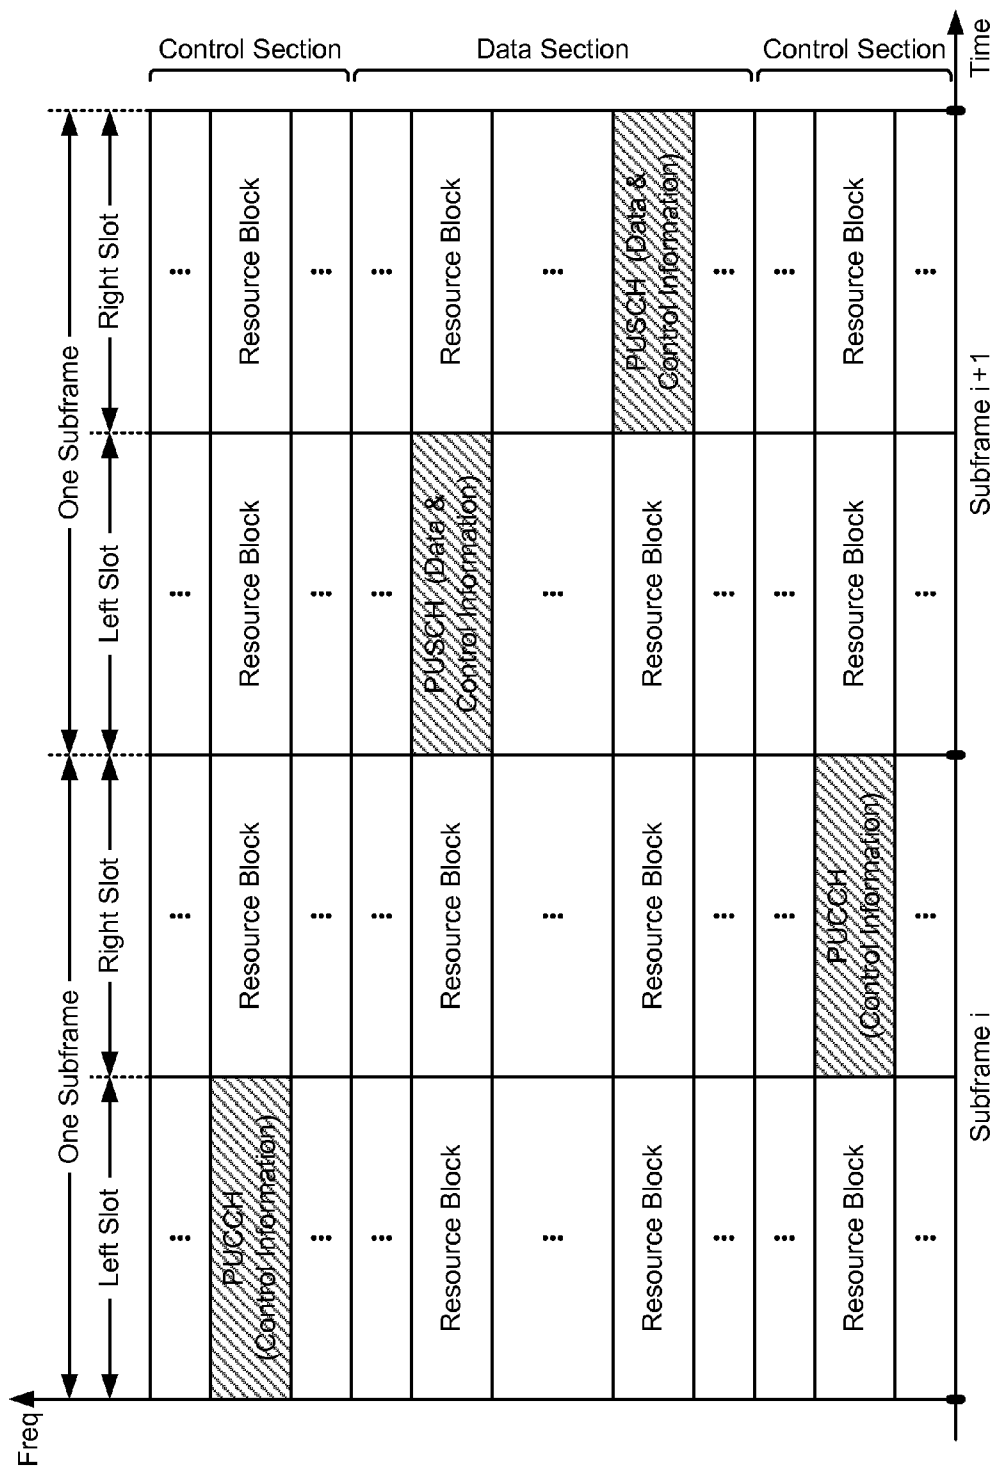 Control Section
Data Section
Control Section
Time
One Subframe
Right Slot
...
Resource Block
...
...
Resource Block
...
PUSCH (Data &
Control Information)
...
...
Resource Block
...
Subframe i +1
Left Slot
...
Resource Block
...
...
PUSCH (Data &
Control Information)
...
Resource Block
...
...
Resource Block
...
One Subframe
Right Slot
...
Resource Block
...
...
Resource Block
...
Resource Block
...
...
PUCCH
(Control Information)
...
Subframe i
Left Slot
...
PUCCH
(Control Information)
...
...
Resource Block
...
Resource Block
...
...
Resource Block
...
Freq